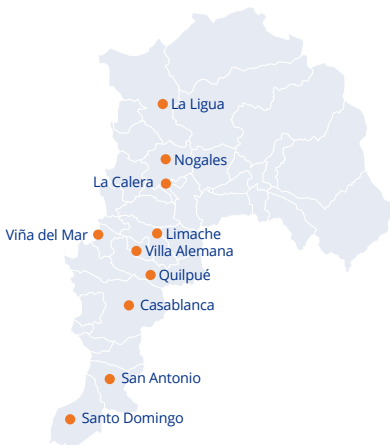 La Ligua
Nogales
La Calera
Viña del Mar
Limache
Villa Alemana
Quilpué
Casablanca
San Antonio
Santo Domingo